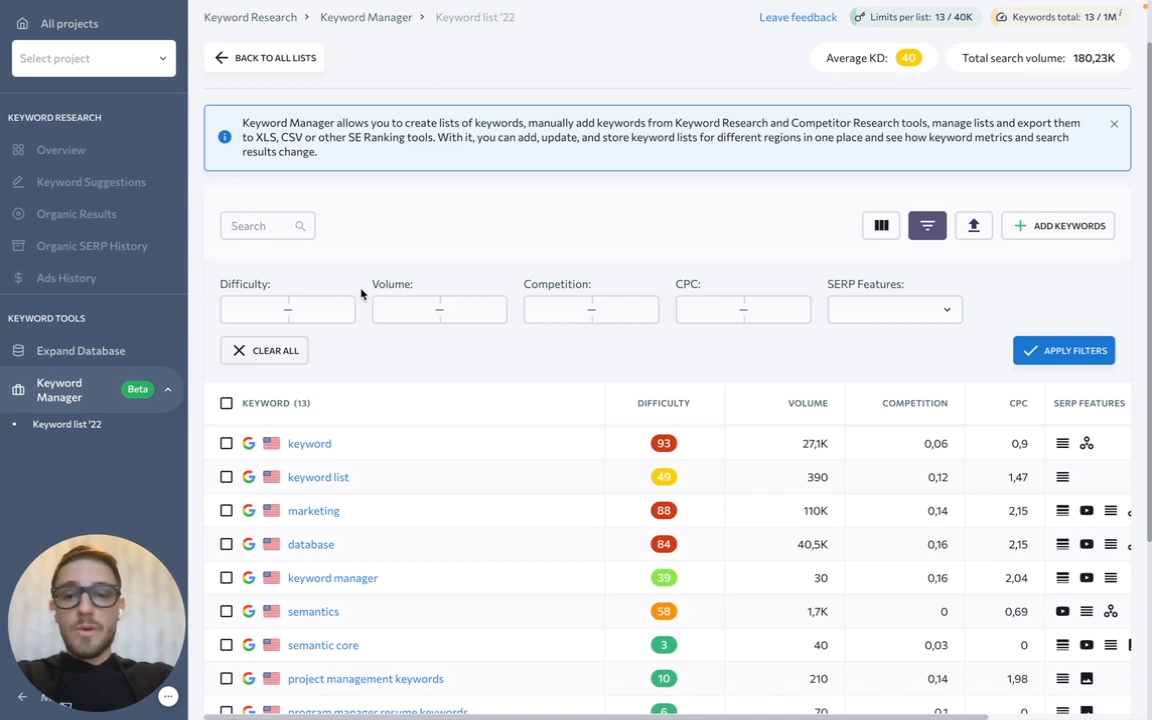 Keyword Research
Keyword Manager
Keyword list '22
Leave feedback
Limits per list: 13 / 40K
Keywords total: 13 / 1M i
BACK TO ALL LISTS
Average KD: 40
Total search volume: 180,23K
All projects
Select project
KEYWORD RESEARCH
Overview
Keyword Suggestions
Organic Results
Organic SERP History
Ads History
KEYWORD TOOLS
Expand Database
Keyword
Manager
Beta
Keyword list '22
Keyword Manager allows you to create lists of keywords, manually add keywords from Keyword Research and Competitor Research tools, manage lists and export them
to XLS, CSV or other SE Ranking tools. With it, you can add, update, and store keyword lists for different regions in one place and see how keyword metrics and search
results change.
Search
ADD KEYWORDS
Difficulty: Volume: Competition: CPC: SERP Features:
— — — —
CLEAR ALL
APPLY FILTERS
KEYWORD (13) DIFFICULTY VOLUME COMPETITION CPC SERP FEATURES
keyword 93 27,1K 0,06 0,9
keyword list 49 390 0,12 1,47
marketing 88 110K 0,14 2,15
database 84 40,5K 0,16 2,15
keyword manager 39 30 0,16 2,04
semantics 58 1,7K 0 0,69
semantic core 3 40 0,03 0
project management keywords 10 210 0,14 1,98
program manager resume keywords 6 70 0,1 0